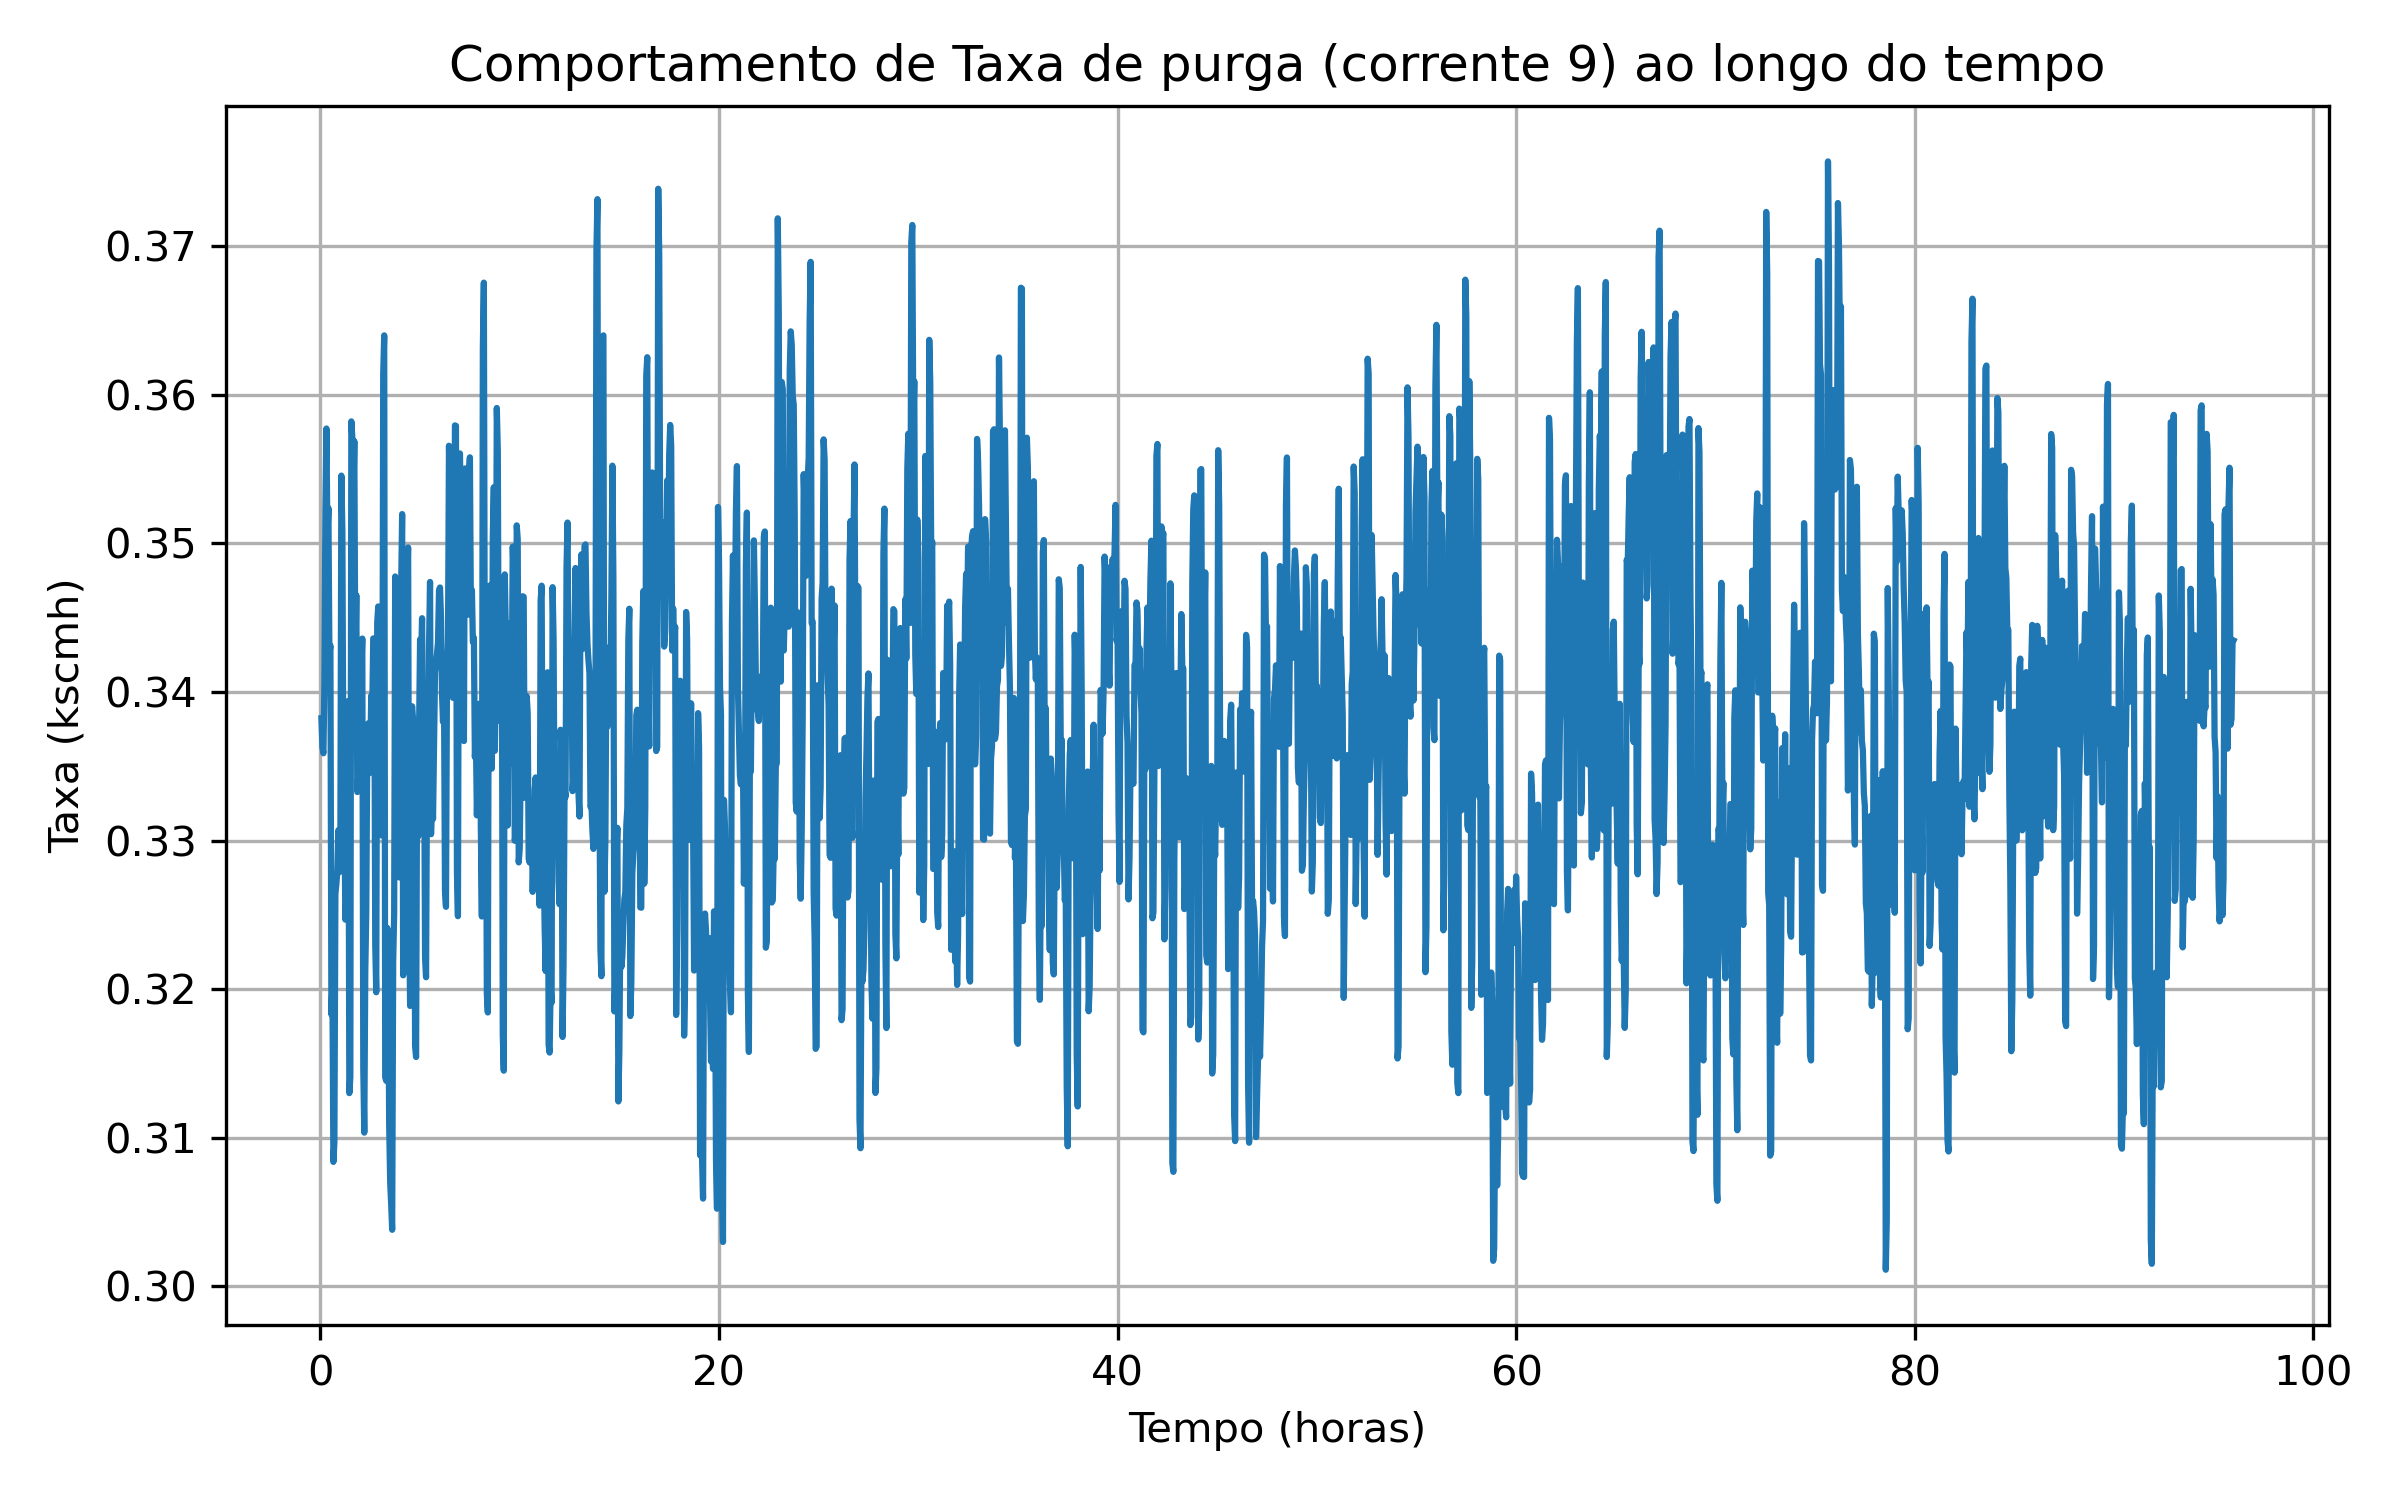 Comportamento de Taxa de purga (corrente 9) ao longo do tempo
0.37
0.36
0.35
0.34
0.33
0.32
0.31
0.30
Taxa (kscmh)
0 20 40 60 80 100
Tempo (horas)